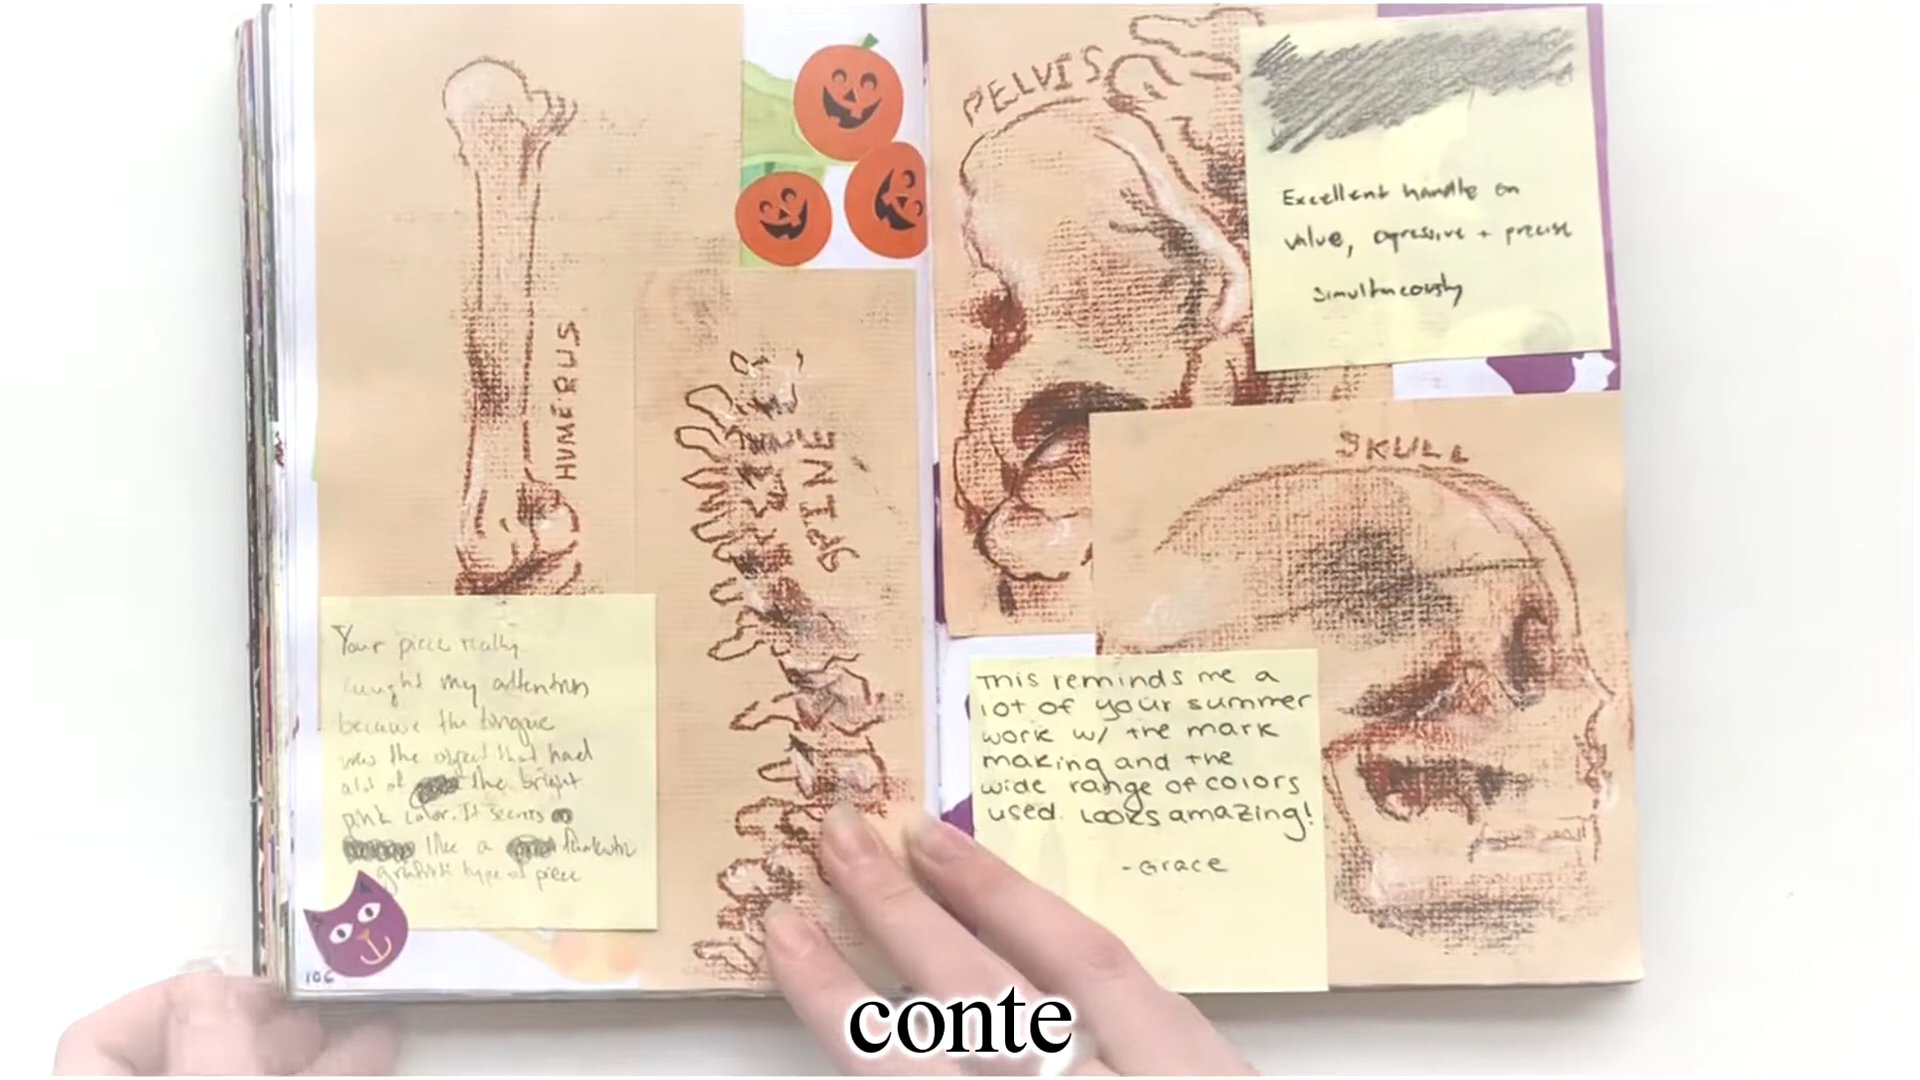 HUMERUS
SPINE
Your piece really
caught my attention
because the tongue
was the object that had
alot of the bright
pink color. It seems
like a
graffiti type of piece
106
PELVIS
Excellent handle on
value, agressive + precise
simultaneously
SKULL
This reminds me a
lot of your summer
work w/ the mark
making and the
wide range of colors
used. Looks amazing!
-Grace
conte